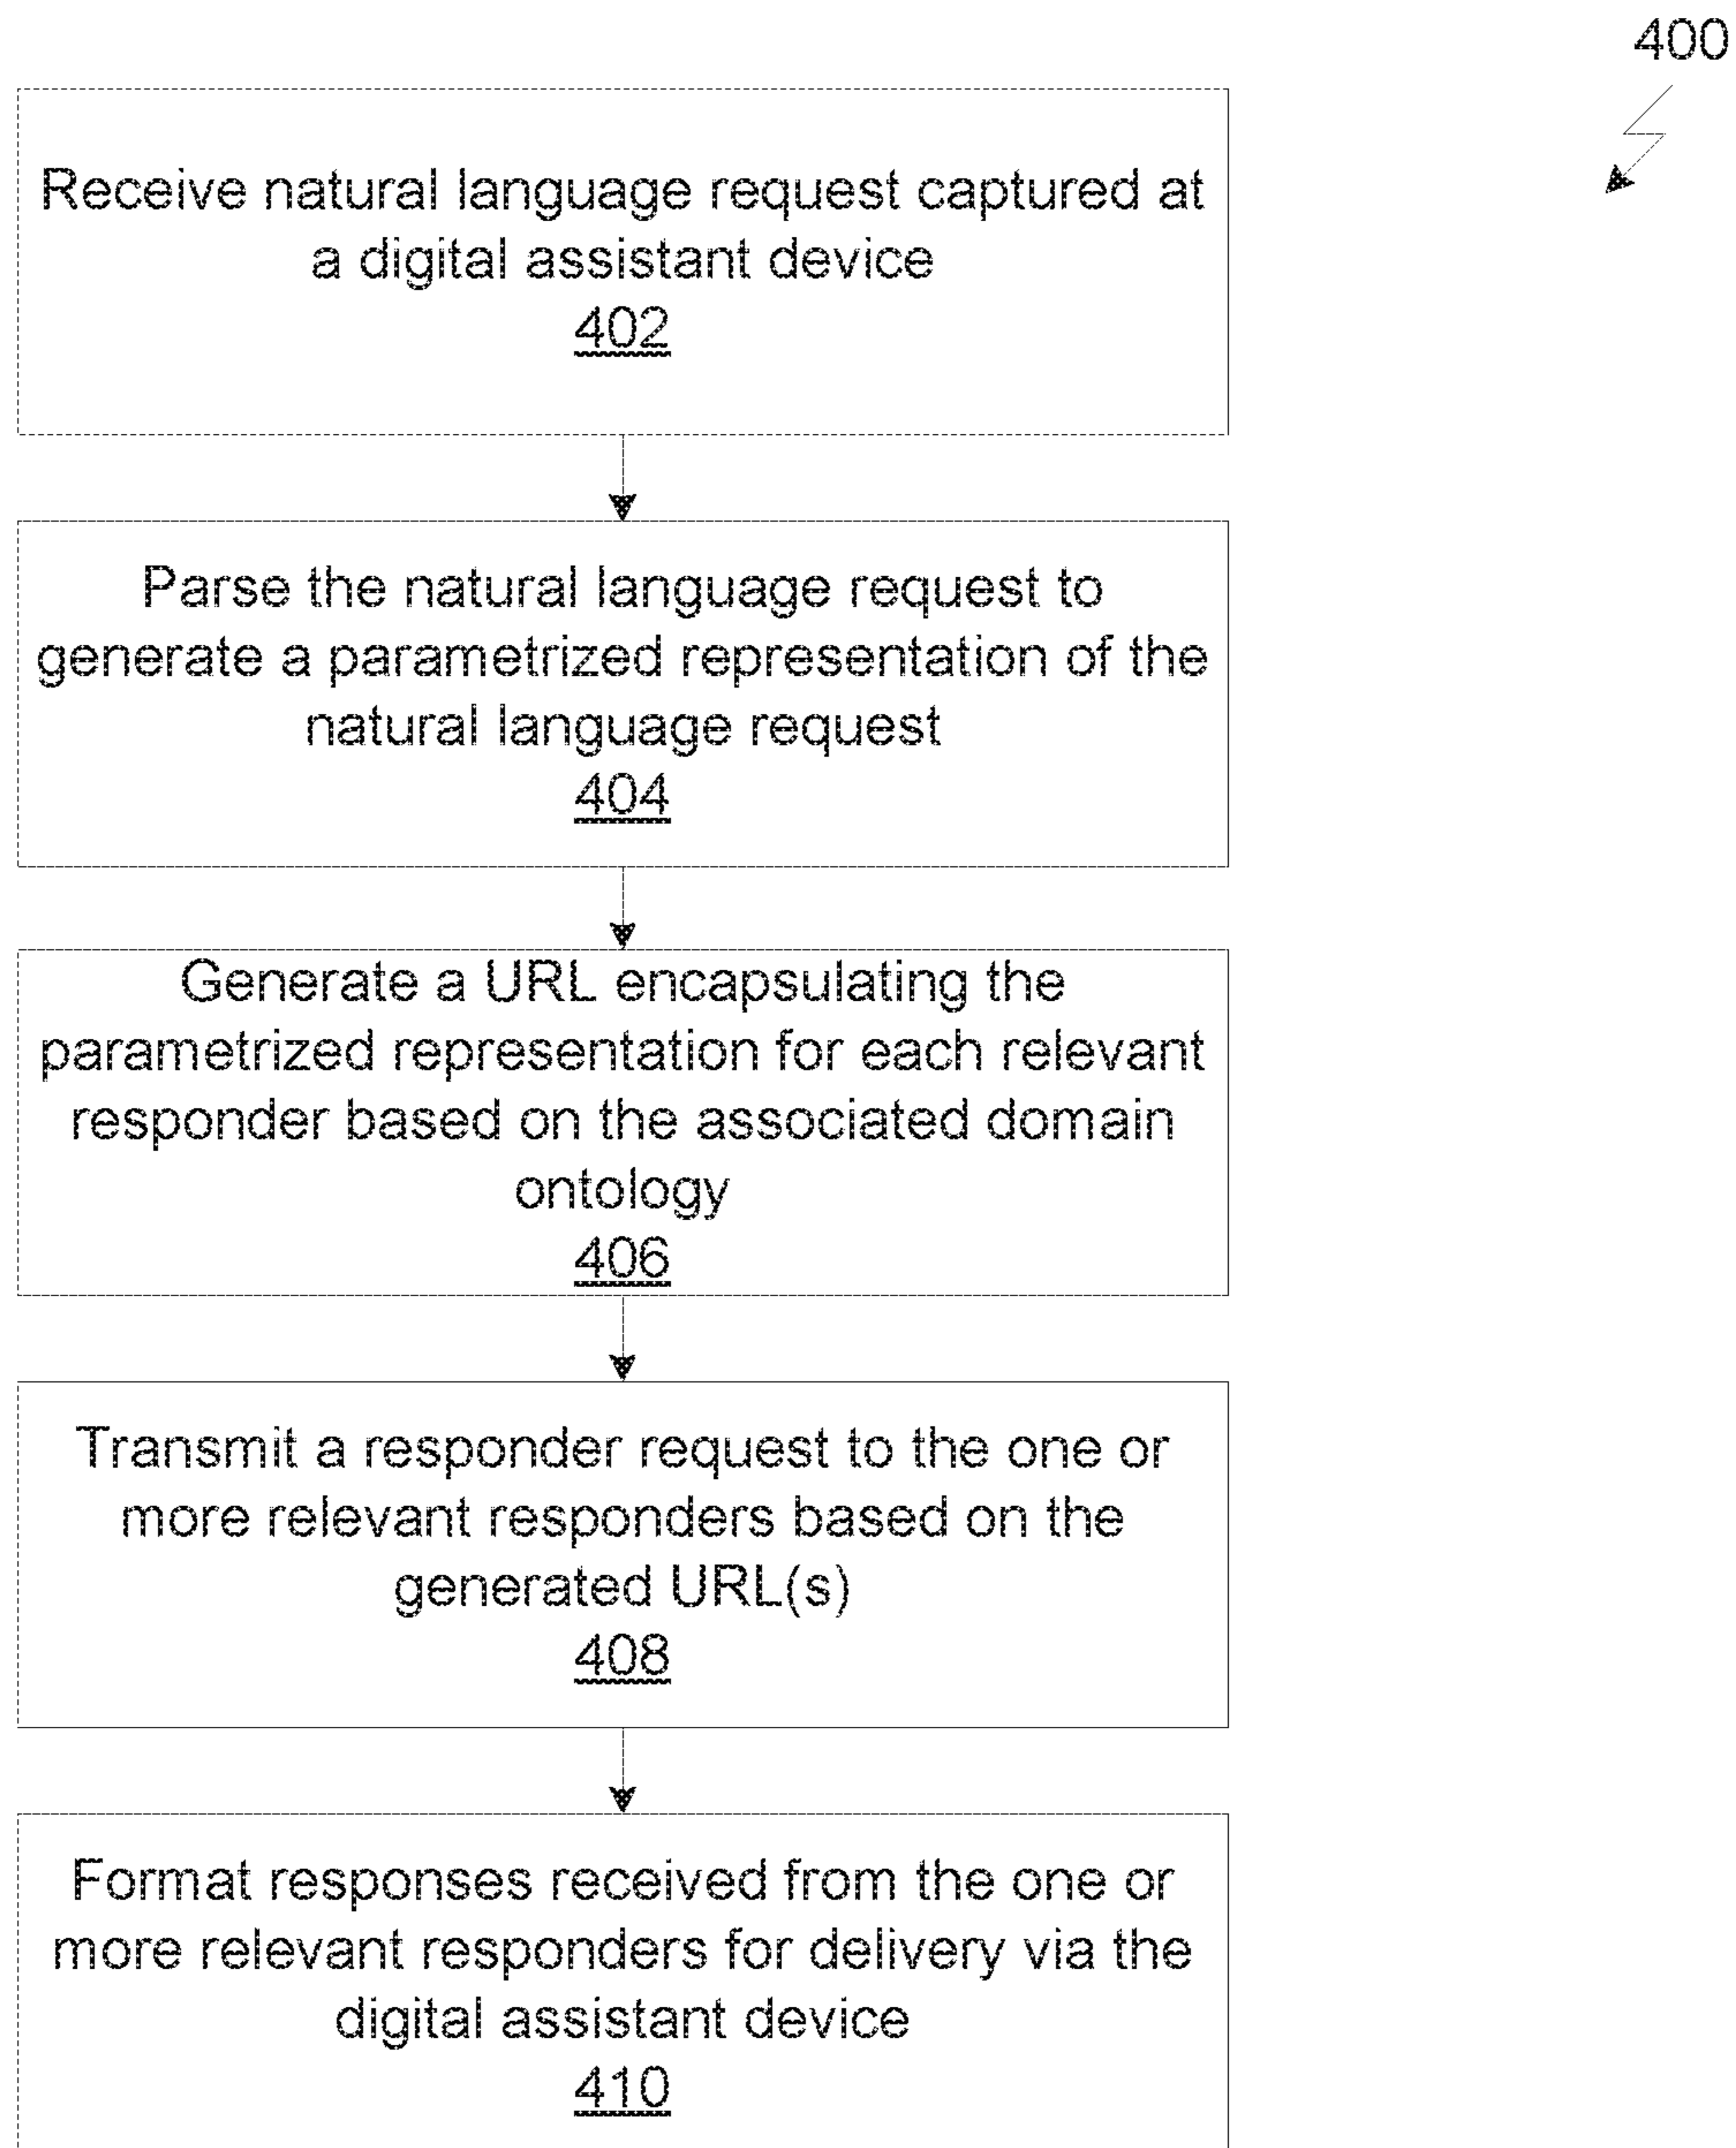 400
Receive natural language request captured at
a digital assistant device
402
Parse the natural language request to
generate a parametrized representation of the
natural language request
404
Generate a URL encapsulating the
parametrized representation for each relevant
responder based on the associated domain
ontology
406
Transmit a responder request to the one or
more relevant responders based on the
generated URL(s)
408
Format responses received from the one or
more relevant responders for delivery via the
digital assistant device
410